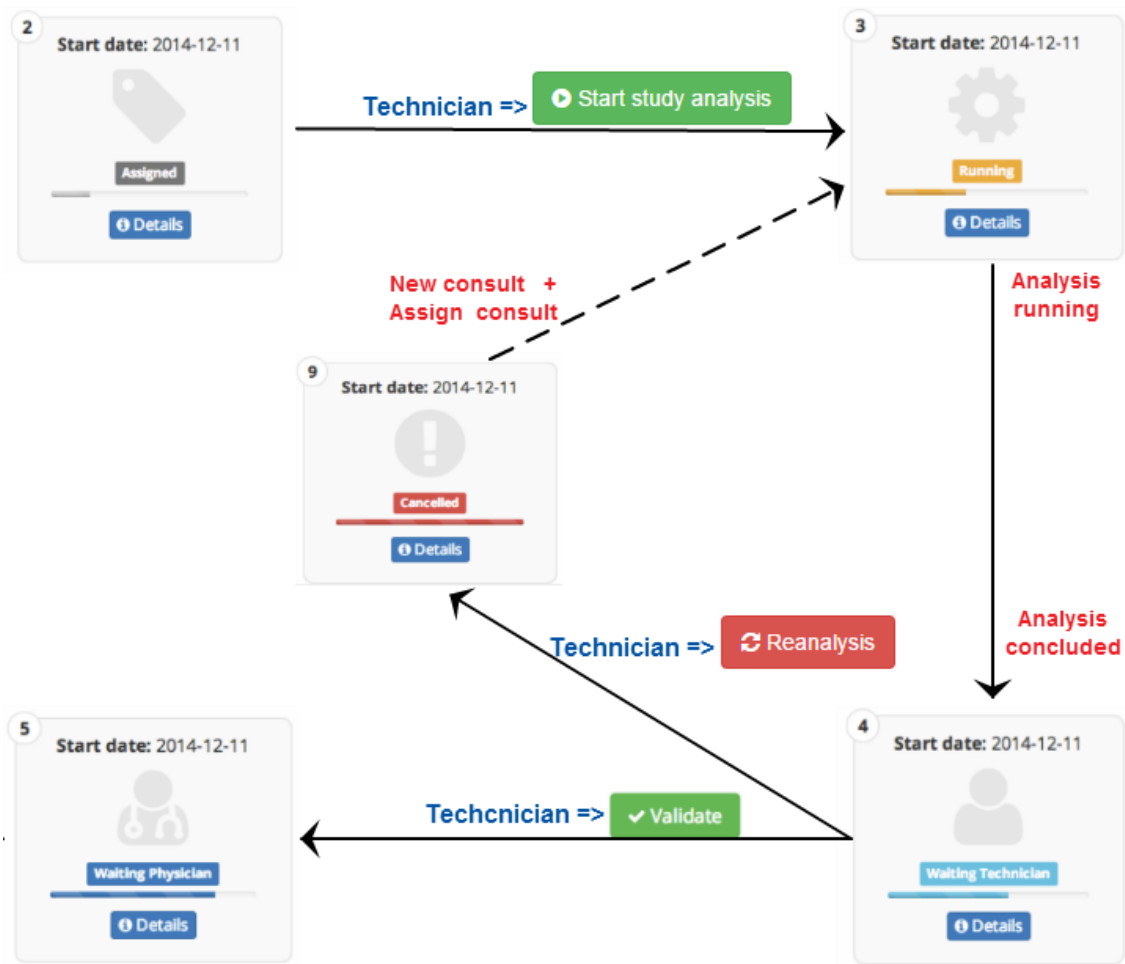 2
Start date: 2014-12-11
Assigned
Details
Technician =>
Start study analysis
3
Start date: 2014-12-11
Running
Details
New consult +
Assign consult
Analysis
running
9
Start date: 2014-12-11
Cancelled
Details
Technician =>
Reanalysis
Analysis
concluded
5
Start date: 2014-12-11
Waiting Physician
Details
Techcnician =>
Validate
4
Start date: 2014-12-11
Waiting Technician
Details